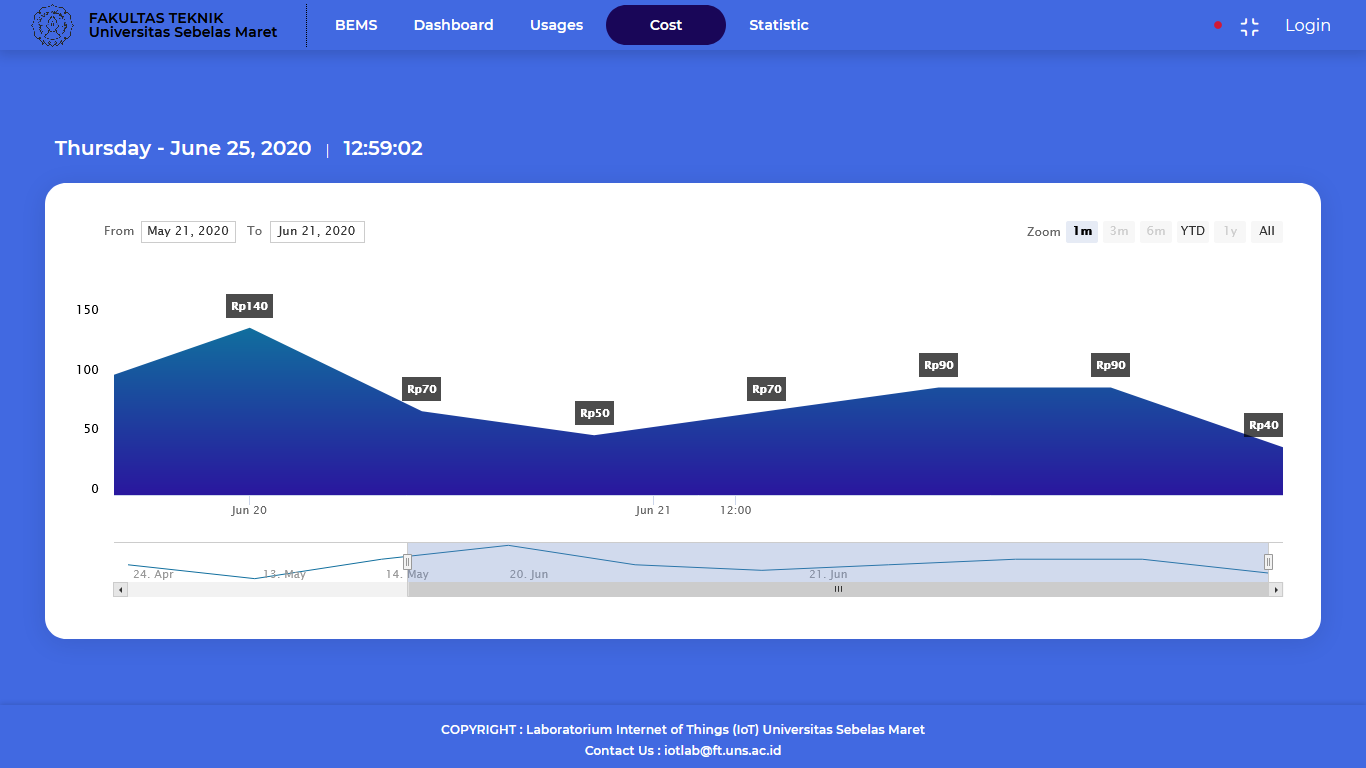 FAKULTAS TEKNIK
Universitas Sebelas Maret
BEMS Dashboard Usages Cost Statistic Login
Thursday - June 25, 2020 | 12:59:02
From May 21, 2020 To Jun 21, 2020 Zoom 1m 3m 6m YTD 1y All
Rp140
150
Rp90 Rp90
100
Rp70 Rp70
Rp50
Rp40
50
0
Jun 20 Jun 21 12:00
24. Apr 13. May 14. May 20. Jun 21. Jun
COPYRIGHT : Laboratorium Internet of Things (IoT) Universitas Sebelas Maret
Contact Us : iotlab@ft.uns.ac.id